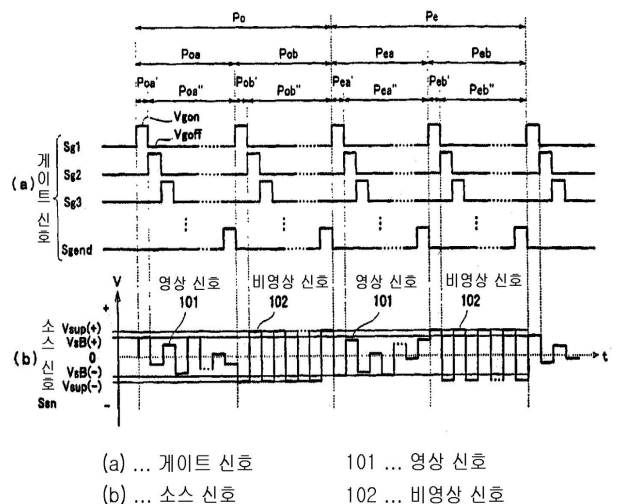 Po Pe
Poa Pob Pea Peb
Poa' Poa" Pob' Pob" Pea' Pea" Peb' Peb"
Vgon
Vgoff
Sg1
Sg2
Sg3
Sgend
(a) 게이트 신호
V
+
영상 신호 비영상 신호 영상 신호 비영상 신호
101 102 101 102
Vsup(+)
VsB(+)
0
t
VsB(-)
Vsup(-)
(b) 소스 신호
Ssn
-
(a) ... 게이트 신호 101 ... 영상 신호
(b) ... 소스 신호 102 ... 비영상 신호